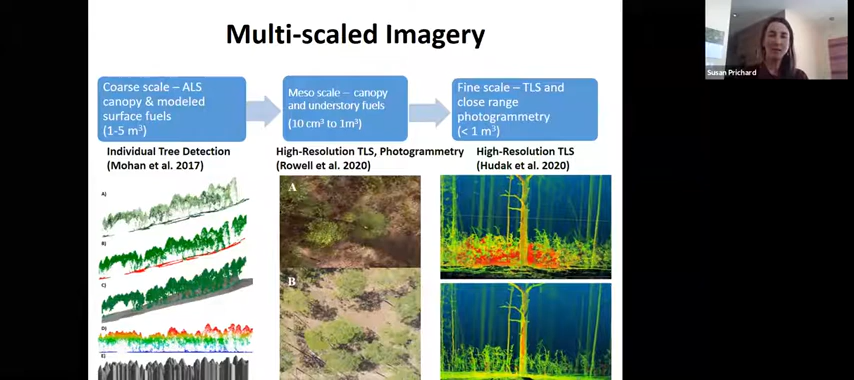 Multi-scaled Imagery
Coarse scale – ALS
canopy & modeled
surface fuels
(1-5 m³)
Meso scale – canopy
and understory fuels
(10 cm³ to 1m³)
Fine scale – TLS and
close range
photogrammetry
(< 1 m³)
Individual Tree Detection
(Mohan et al. 2017)
High-Resolution TLS, Photogrammetry
(Rowell et al. 2020)
High-Resolution TLS
(Hudak et al. 2020)
A)
B)
C)
D)
E)
A
B
Susan Prichard